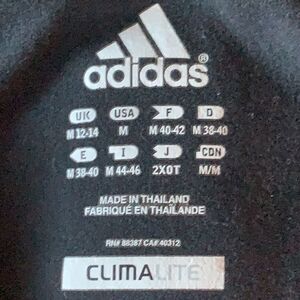 adidas®
UK USA F D
M 12-14 M M 40-42 M 38-40
E I J CDN
M 38-40 M 44-46 2XOT M/M
MADE IN THAILAND
FABRIQUÉ EN THAÏLANDE
RN# 88387 CA# 40312
CLIMALITE